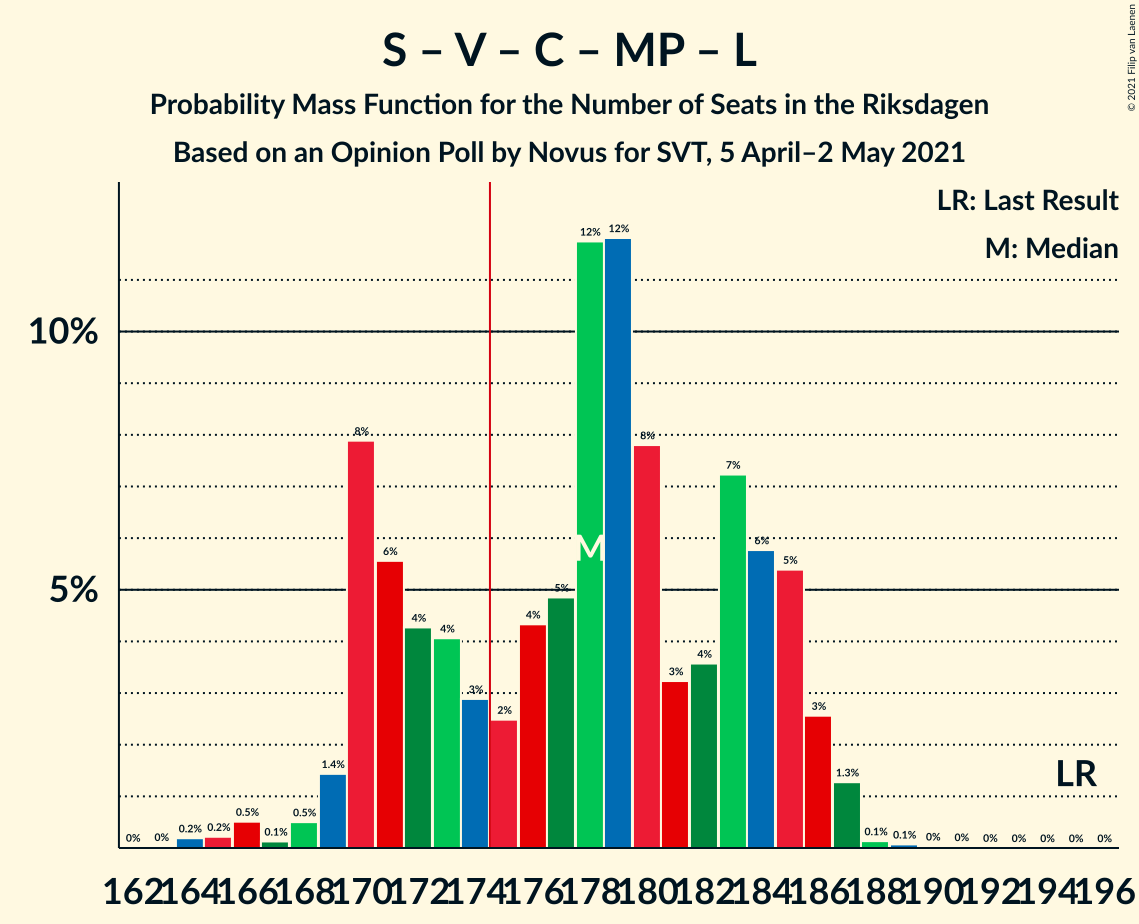 S – V – C – MP – L
Probability Mass Function for the Number of Seats in the Riksdagen
Based on an Opinion Poll by Novus for SVT, 5 April–2 May 2021
© 2021 Filip van Laenen
LR: Last Result
M: Median
10%
5%
0% 0% 0.2% 0.2% 0.5% 0.1% 0.5% 1.4% 8% 6% 4% 4% 3% 2% 4% 5% 12% 12% 8% 3% 4% 7% 6% 5% 3% 1.3% 0.1% 0.1% 0% 0% 0% 0% 0% 0% 0%
M
LR
162 164 166 168 170 172 174 176 178 180 182 184 186 188 190 192 194 196